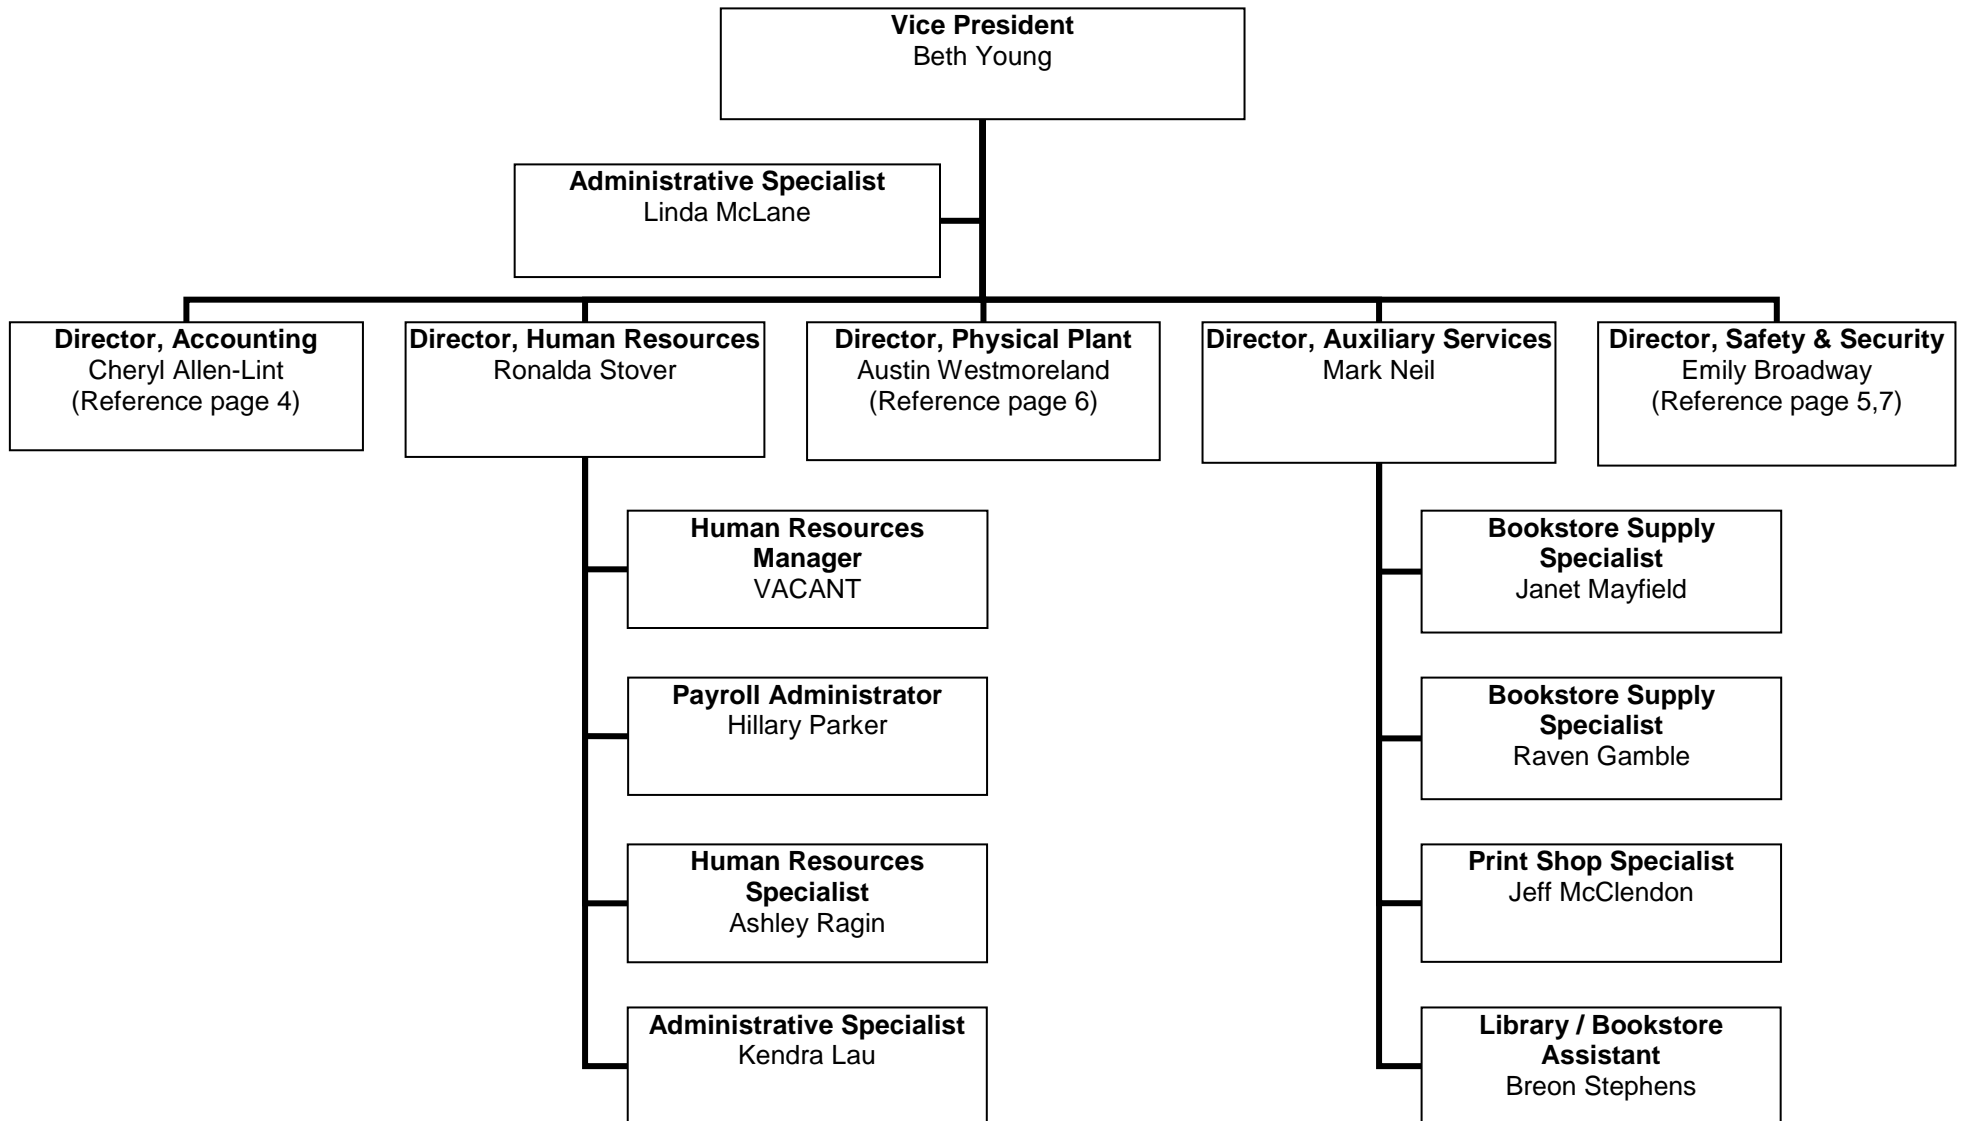 Vice President
Beth Young
Administrative Specialist
Linda McLane
Director, Accounting
Cheryl Allen-Lint
(Reference page 4)
Director, Human Resources
Ronalda Stover
Director, Physical Plant
Austin Westmoreland
(Reference page 6)
Director, Auxiliary Services
Mark Neil
Director, Safety & Security
Emily Broadway
(Reference page 5,7)
Human Resources
Manager
VACANT
Payroll Administrator
Hillary Parker
Human Resources
Specialist
Ashley Ragin
Administrative Specialist
Kendra Lau
Bookstore Supply
Specialist
Janet Mayfield
Bookstore Supply
Specialist
Raven Gamble
Print Shop Specialist
Jeff McClendon
Library / Bookstore
Assistant
Breon Stephens